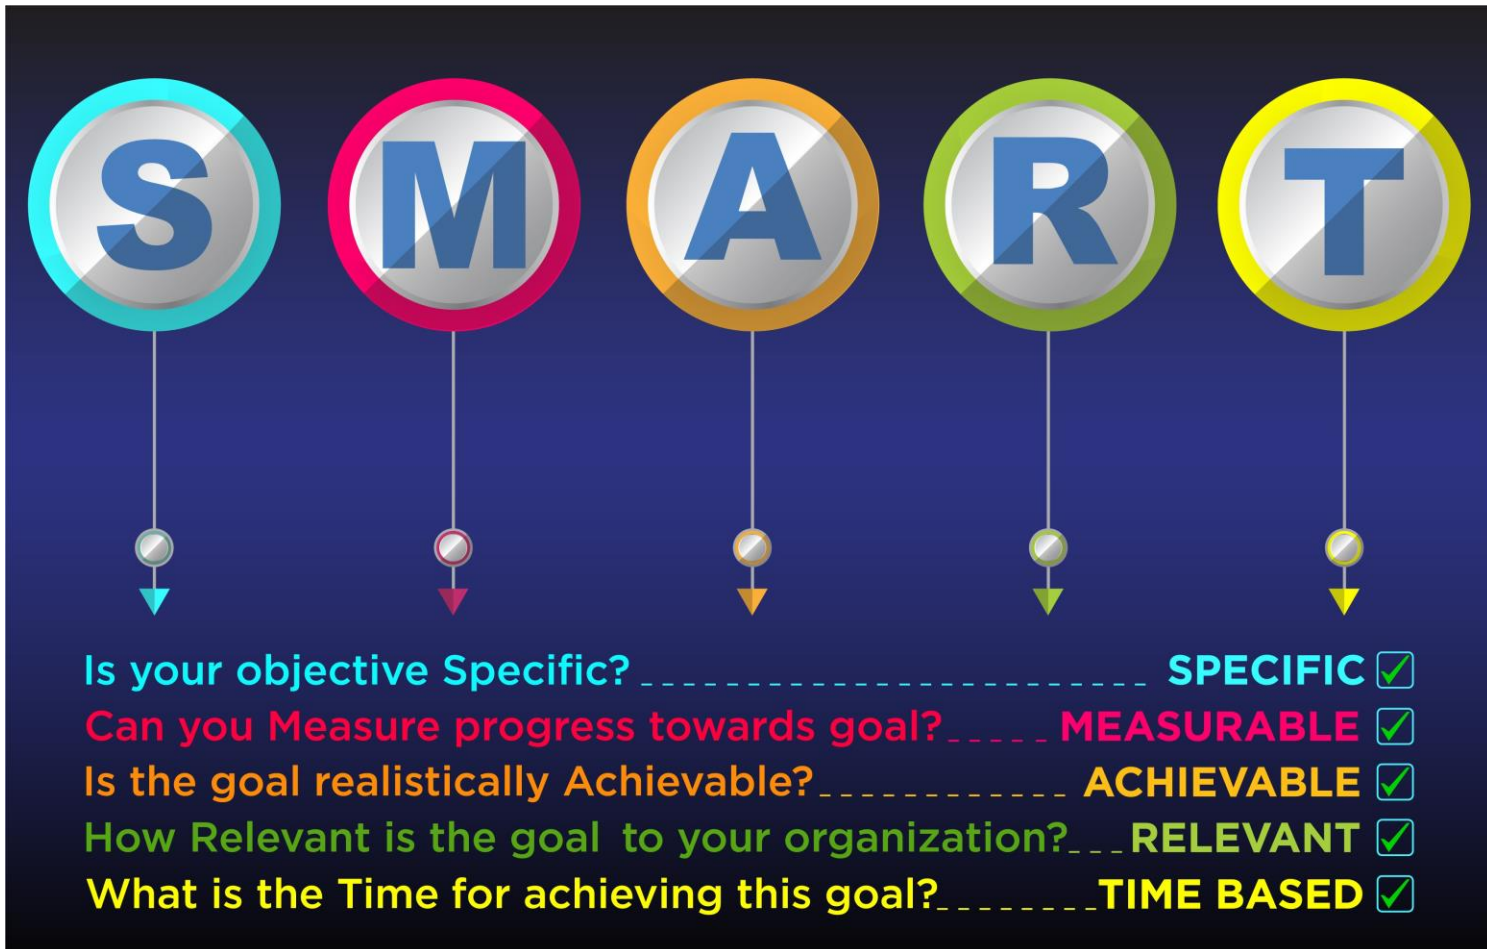 S M A R T
Is your objective Specific? _ _ _ _ _ _ _ _ _ _ _ _ _ _ _ _ _ _ _ _ _ _ _ _ SPECIFIC
Can you Measure progress towards goal? _ _ _ _ _ MEASURABLE
Is the goal realistically Achievable? _ _ _ _ _ _ _ _ _ _ _ _ ACHIEVABLE
How Relevant is the goal to your organization? _ _ _ RELEVANT
What is the Time for achieving this goal? _ _ _ _ _ _ _ _ TIME BASED